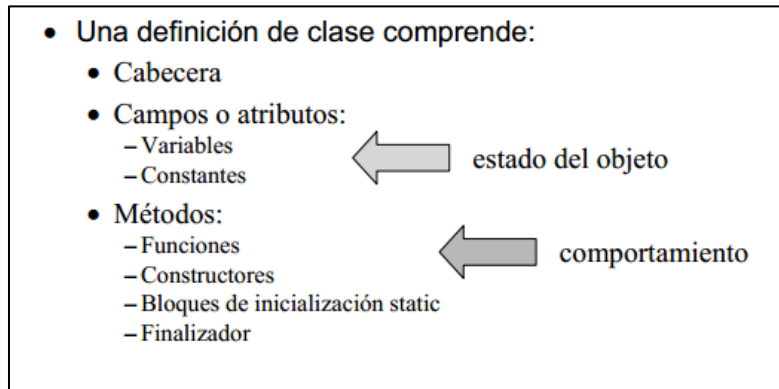 • Una definición de clase comprende:
• Cabecera
• Campos o atributos:
– Variables
– Constantes
estado del objeto
• Métodos:
– Funciones
– Constructores
– Bloques de inicialización static
– Finalizador
comportamiento